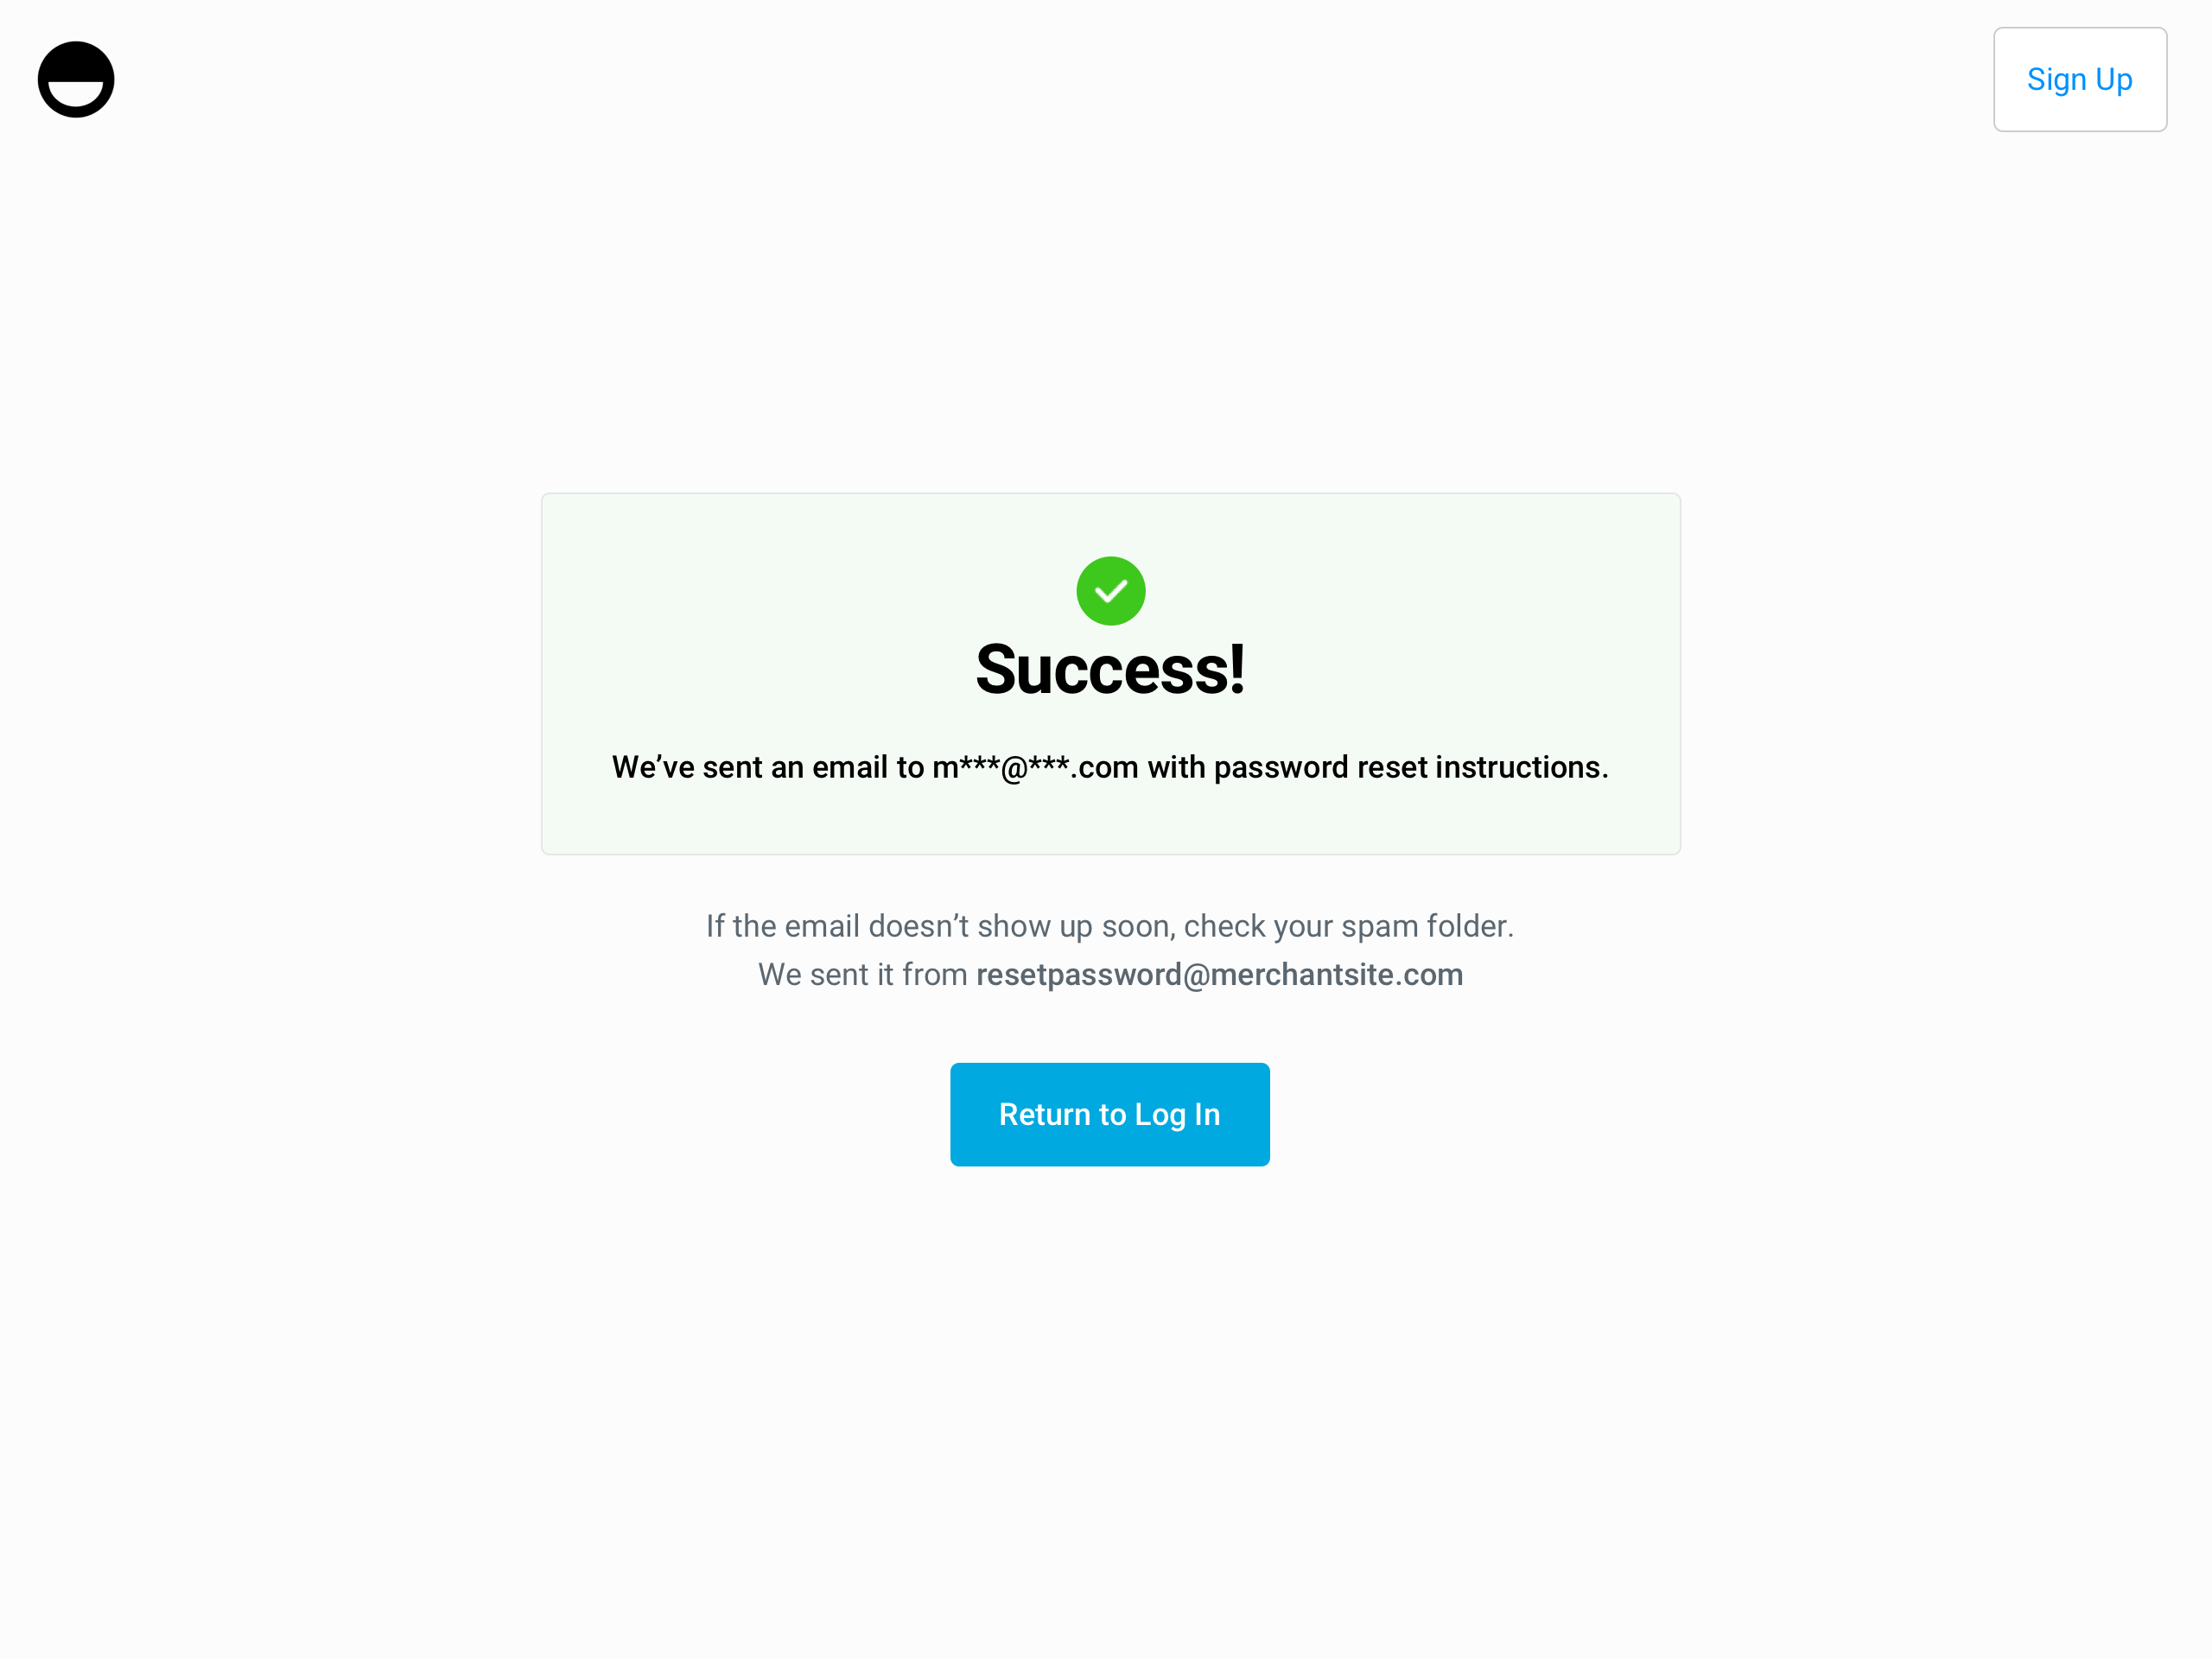 Sign Up
Success!
We’ve sent an email to m***@***.com with password reset instructions.
If the email doesn’t show up soon, check your spam folder.
We sent it from resetpassword@merchantsite.com
Return to Log In